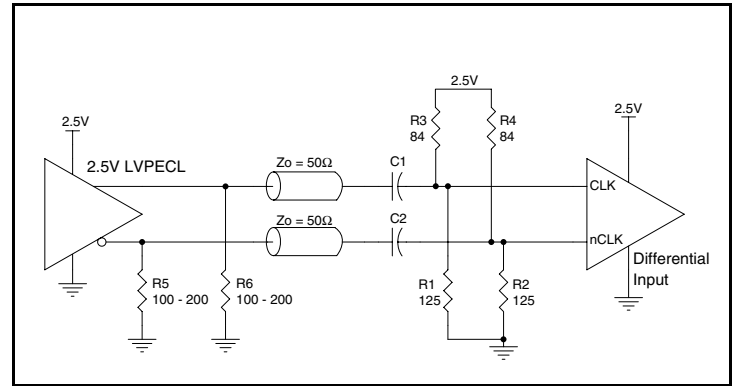 2.5V
2.5V LVPECL
R5
100 - 200
R6
100 - 200
Zo = 50Ω
Zo = 50Ω
C1
C2
2.5V
R3
84
R4
84
R1
125
R2
125
2.5V
CLK
nCLK
Differential
Input